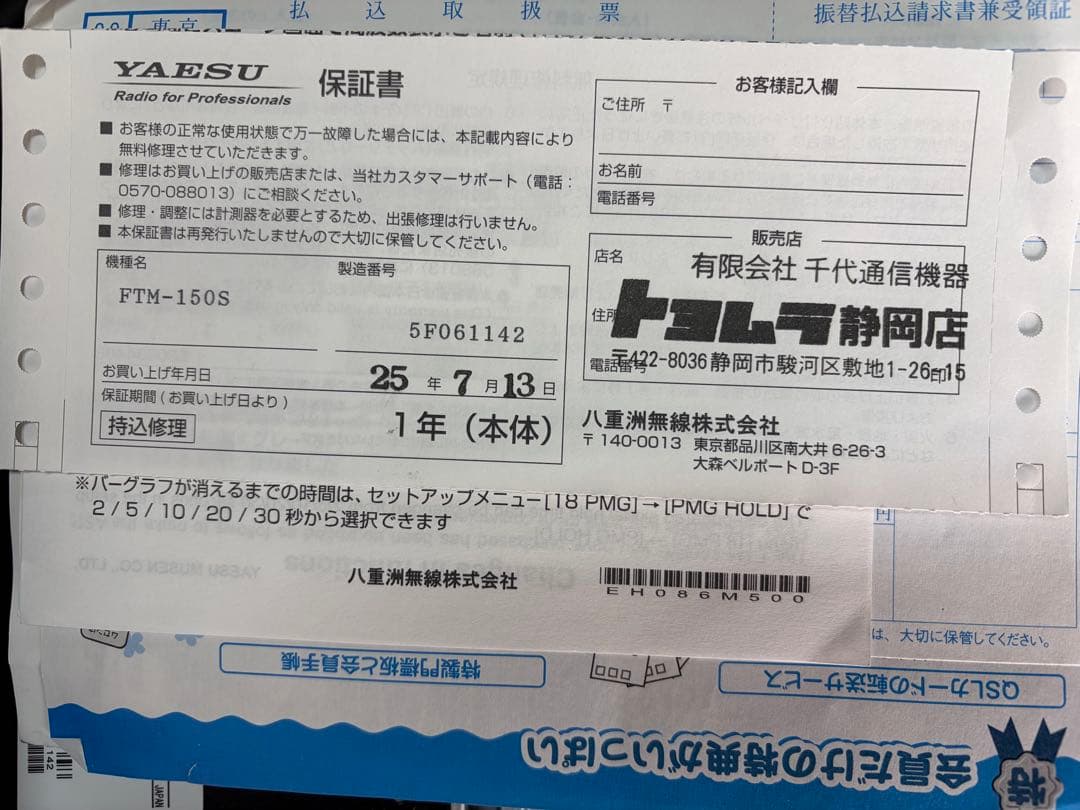 払込取扱票
振替払込請求書兼受領証
東京
YAESU
Radio for Professionals
保証書
■ お客様の正常な使用状態で万一故障した場合には、本記載内容により
無料修理させていただきます。
■ 修理はお買い上げの販売店または、当社カスタマーサポート（電話：
0570-088013）にご相談ください。
■ 修理・調整には計測器を必要とするため、出張修理は行いません。
■ 本保証書は再発行いたしませんので大切に保管してください。
機種名
製造番号
FTM-150S
5F061142
お買い上げ年月日
25 年 7 月 13 日
保証期間 ( お買い上げ日より )
持込修理
1年（本体）
お客様記入欄
ご住所 〒
お名前
電話番号
販売店
店名
有限会社 千代通信機器
住所
トヨムラ静岡店
電話番号
〒422-8036 静岡市駿河区敷地1-26-15
印
八重洲無線株式会社
〒140-0013 東京都品川区南大井 6-26-3
大森ベルポート D-3F
※バーグラフが消えるまでの時間は、セットアップメニュー [18 PMG] → [PMG HOLD] で
2 / 5 / 10 / 20 / 30 秒から選択できます
八重洲無線株式会社
EH086M500
は、大切に保管してください。
特製門標板と会員手帳
QSLカードの転送サービス
会員だけの特典がいっぱい
特
142
JAPAN